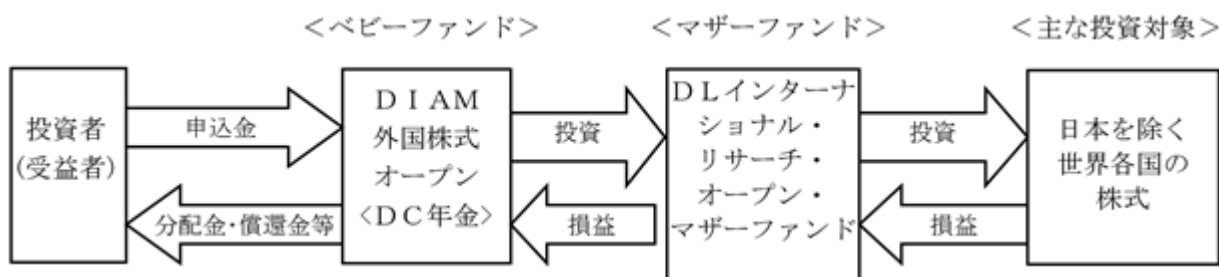 ＜ベビーファンド＞
＜マザーファンド＞
＜主な投資対象＞
投資者
(受益者)
申込金
分配金・償還金等
ＤＩＡＭ
外国株式
オープン
＜ＤＣ年金＞
投資
損益
ＤＬインターナ
ショナル・
リサーチ・
オープン・
マザーファンド
投資
損益
日本を除く
世界各国の
株式